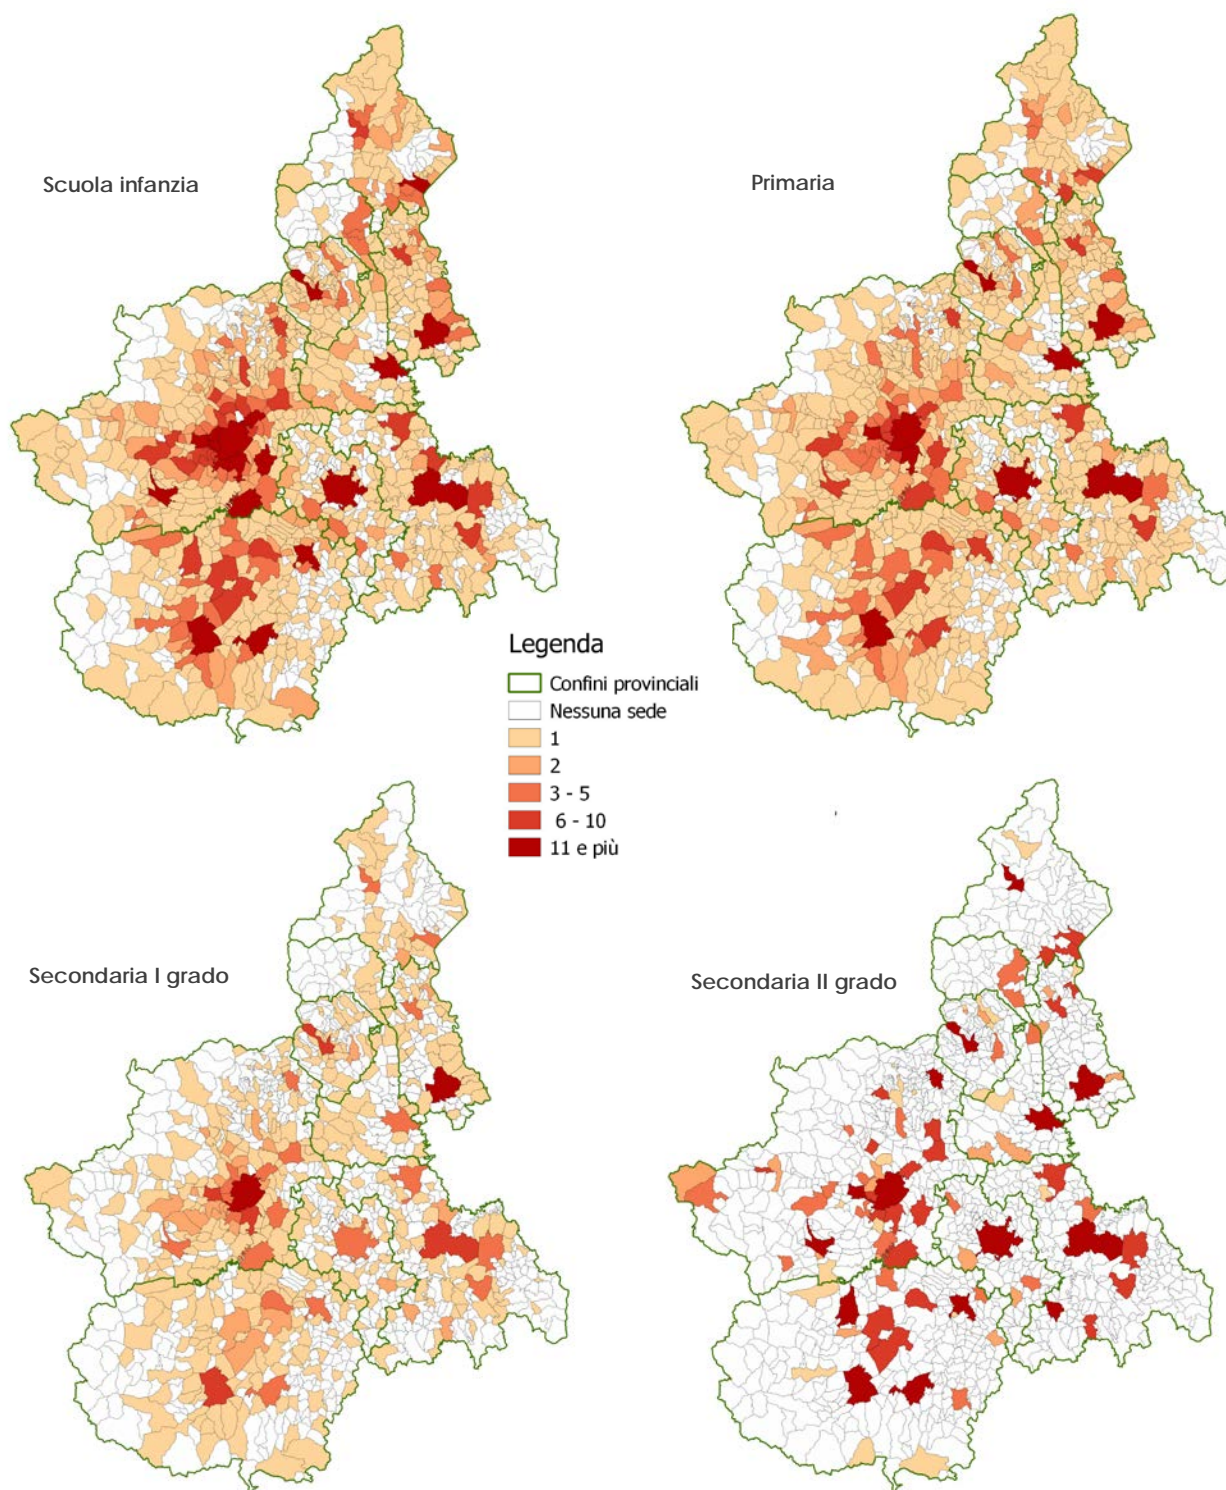 Scuola infanzia
Primaria
Legenda
Confini provinciali
Nessuna sede
1
2
3 - 5
6 - 10
11 e più
Secondaria I grado
Secondaria II grado